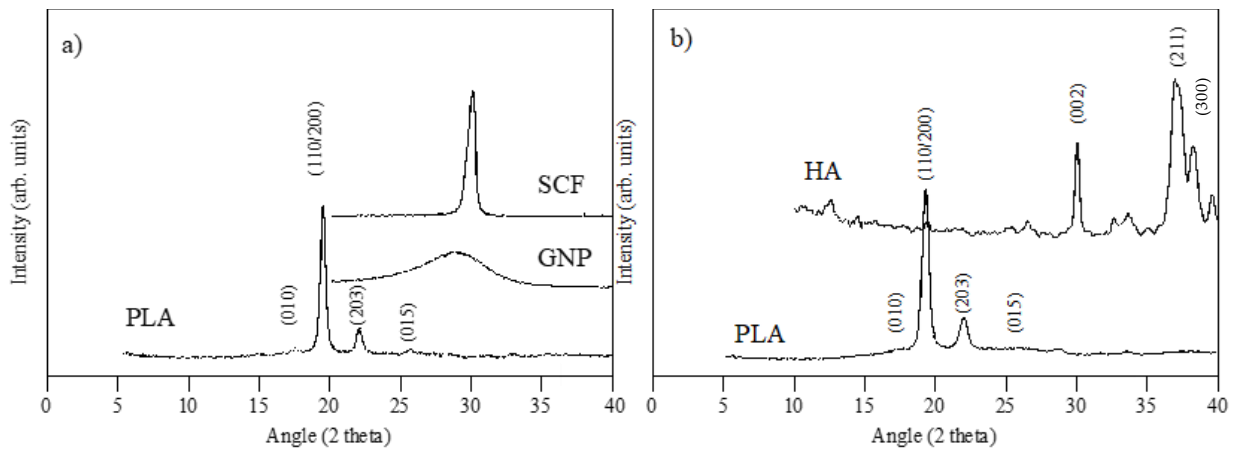 a)
Intensity (arb. units)
(110/200)
SCF
GNP
PLA
(010)
(203)
(015)
0 5 10 15 20 25 30 35 40
Angle (2 theta)
b)
Intensity (arb. units)
(211)
(300)
(002)
(110/200)
HA
PLA
(010)
(203)
(015)
0 5 10 15 20 25 30 35 40
Angle (2 theta)